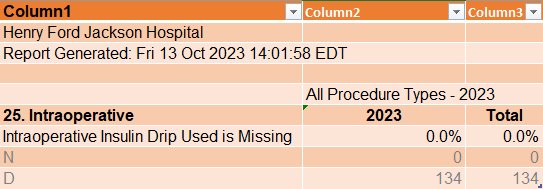 Column1 Column2 Column3
Henry Ford Jackson Hospital
Report Generated: Fri 13 Oct 2023 14:01:58 EDT
All Procedure Types - 2023
25. Intraoperative 2023 Total
Intraoperative Insulin Drip Used is Missing 0.0% 0.0%
N 0 0
D 134 134